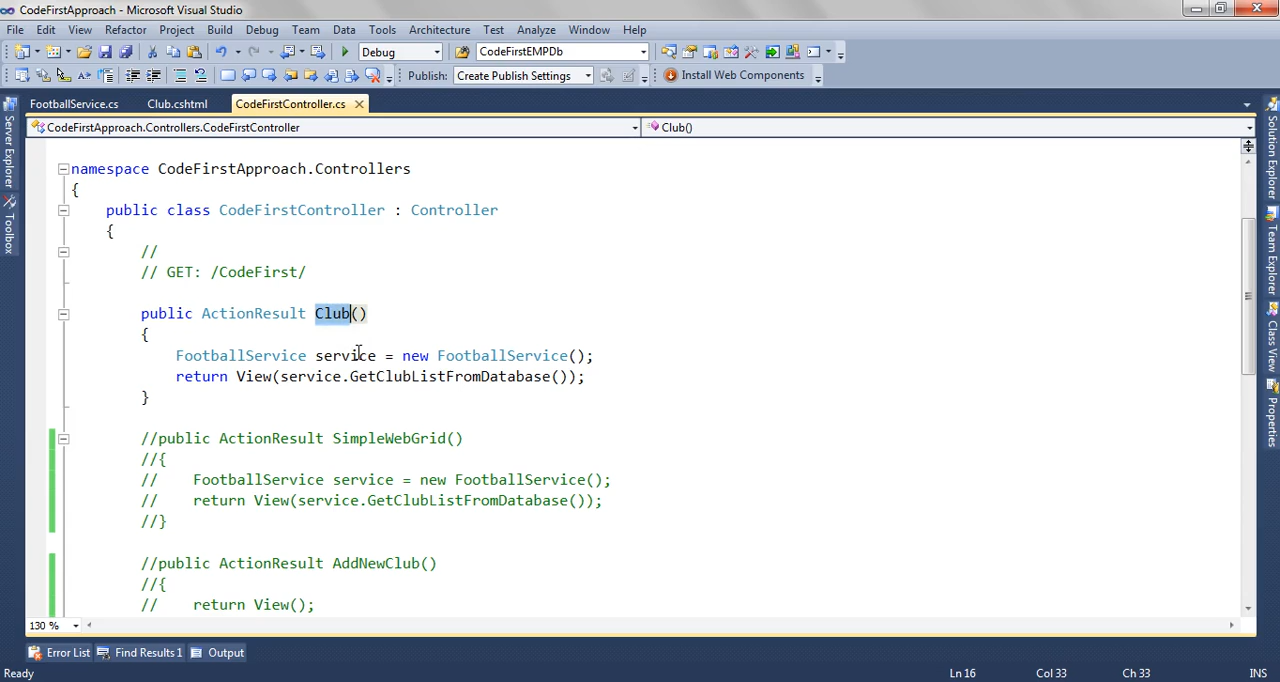 CodeFirstApproach - Microsoft Visual Studio
File Edit View Refactor Project Build Debug Team Data Tools Architecture Test Analyze Window Help
Debug CodeFirstEMPDb
Publish: Create Publish Settings Install Web Components
FootballService.cs Club.cshtml CodeFirstController.cs
CodeFirstApproach.Controllers.CodeFirstController Club()
namespace CodeFirstApproach.Controllers
{
public class CodeFirstController : Controller
{
//
// GET: /CodeFirst/
public ActionResult Club()
{
FootballService service = new FootballService();
return View(service.GetClubListFromDatabase());
}
//public ActionResult SimpleWebGrid()
//{
// FootballService service = new FootballService();
// return View(service.GetClubListFromDatabase());
//}
//public ActionResult AddNewClub()
//{
// return View();
130 %
Error List Find Results 1 Output
Ready Ln 16 Col 33 Ch 33 INS
Server Explorer
Toolbox
Solution Explorer
Team Explorer
Class View
Properties